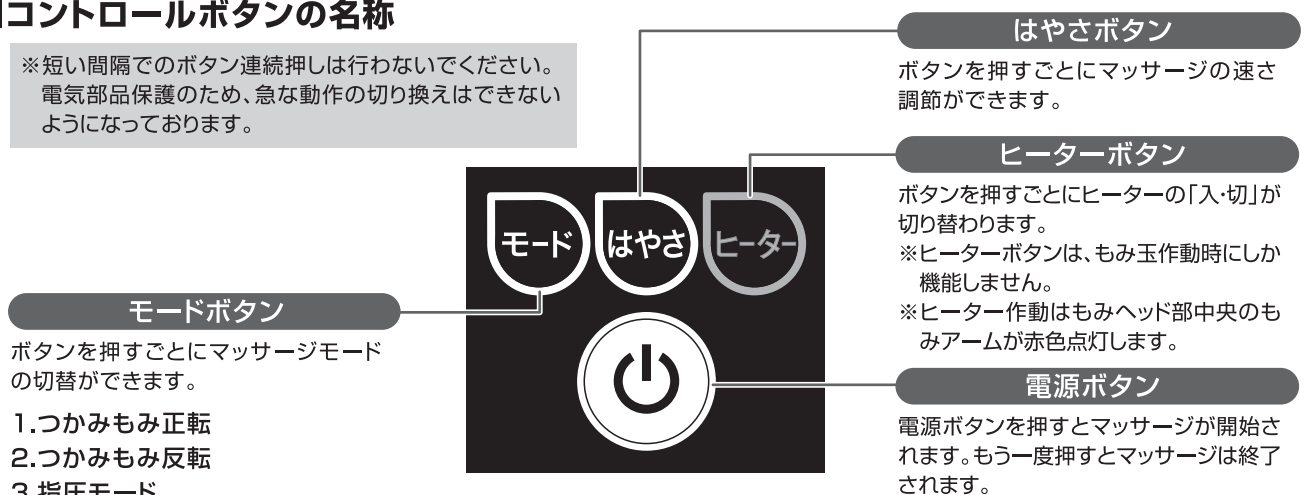 コントロールボタンの名称
※短い間隔でのボタン連続押しは行わないでください。
電気部品保護のため、急な動作の切り換えはできない
ようになっております。
はやさボタン
ボタンを押すごとにマッサージの速さ
調節ができます。
ヒーターボタン
ボタンを押すごとにヒーターの「入・切」が
切り替わります。
※ヒーターボタンは、もみ玉作動時にしか
機能しません。
※ヒーター作動はもみヘッド部中央のも
みアームが赤色点灯します。
モード
はやさ
ヒーター
モードボタン
ボタンを押すごとにマッサージモード
の切替ができます。
1.つかみもみ正転
2.つかみもみ反転
3.指圧モード
電源ボタン
電源ボタンを押すとマッサージが開始さ
れます。もう一度押すとマッサージは終了
されます。